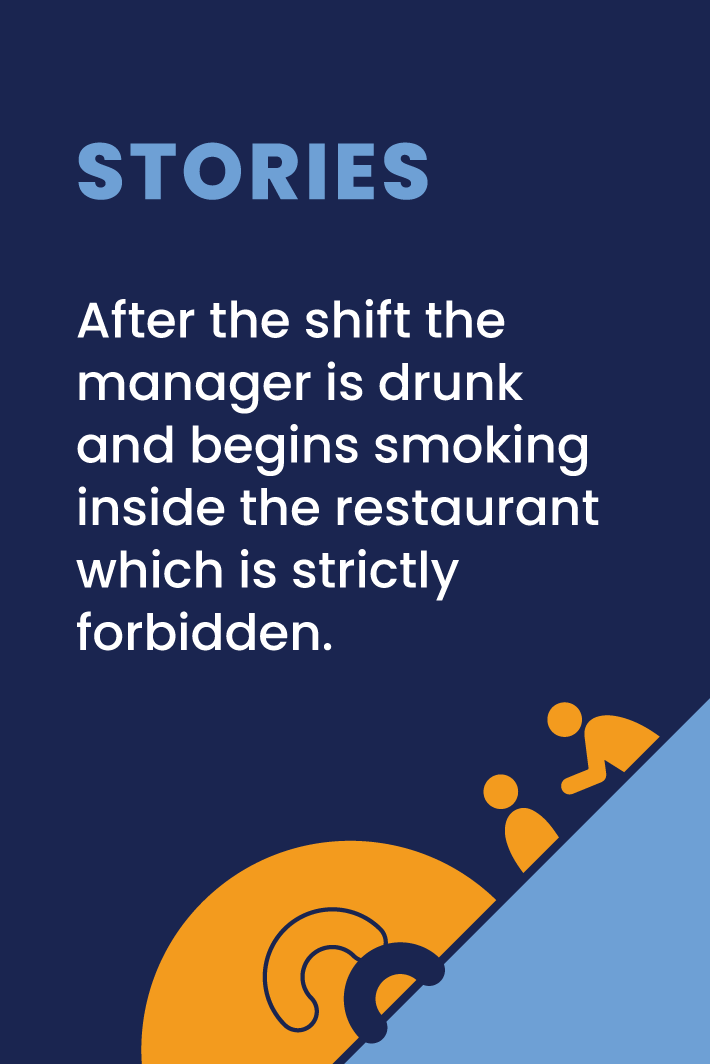 STORIES
After the shift the
manager is drunk
and begins smoking
inside the restaurant
which is strictly
forbidden.